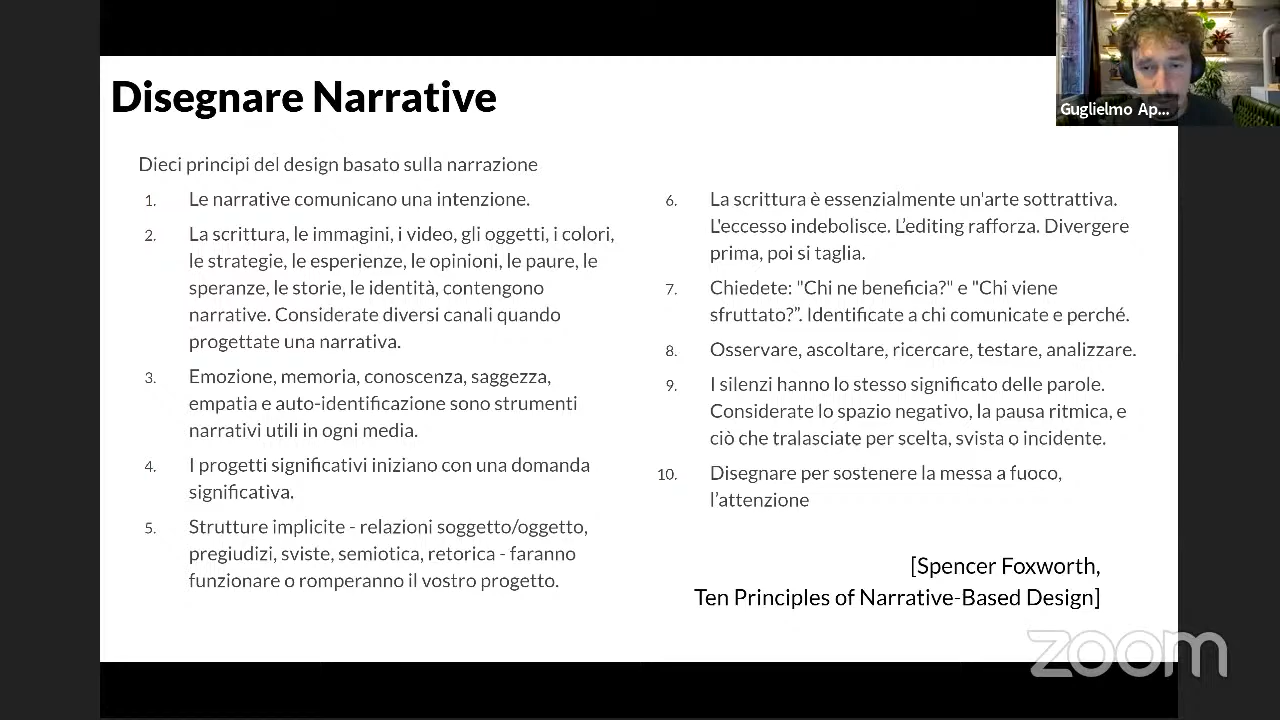 Disegnare Narrative
Guglielmo Ap...
Dieci principi del design basato sulla narrazione
1. Le narrative comunicano una intenzione.
2. La scrittura, le immagini, i video, gli oggetti, i colori,
le strategie, le esperienze, le opinioni, le paure, le
speranze, le storie, le identità, contengono
narrative. Considerate diversi canali quando
progettate una narrativa.
3. Emozione, memoria, conoscenza, saggezza,
empatia e auto-identificazione sono strumenti
narrativi utili in ogni media.
4. I progetti significativi iniziano con una domanda
significativa.
5. Strutture implicite - relazioni soggetto/oggetto,
pregiudizi, sviste, semiotica, retorica - faranno
funzionare o romperanno il vostro progetto.
6. La scrittura è essenzialmente un'arte sottrattiva.
L'eccesso indebolisce. L’editing rafforza. Divergere
prima, poi si taglia.
7. Chiedete: "Chi ne beneficia?" e "Chi viene
sfruttato?”. Identificate a chi comunicate e perché.
8. Osservare, ascoltare, ricercare, testare, analizzare.
9. I silenzi hanno lo stesso significato delle parole.
Considerate lo spazio negativo, la pausa ritmica, e
ciò che tralasciate per scelta, svista o incidente.
10. Disegnare per sostenere la messa a fuoco,
l’attenzione
[Spencer Foxworth,
Ten Principles of Narrative-Based Design]
zoom